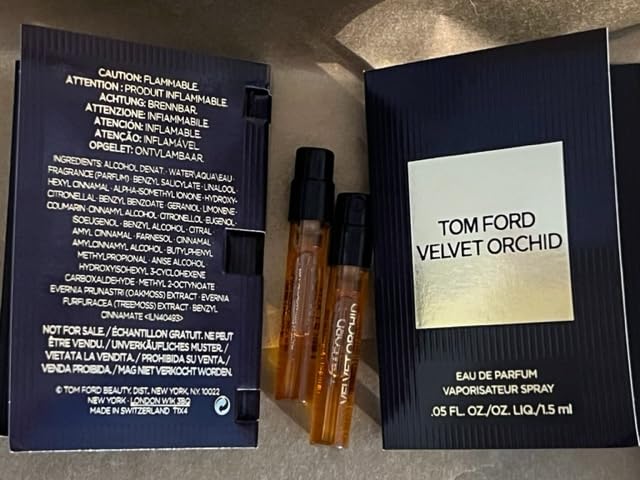 CAUTION: FLAMMABLE.
ATTENTION : PRODUIT INFLAMMABLE.
ACHTUNG: BRENNBAR.
ATTENZIONE: INFIAMMABILE
ATENCIÓN: INFLAMABLE.
ATENÇÃO: INFLAMÁVEL.
OPGELET: ONTVLAMBAAR.
INGREDIENTS: ALCOHOL DENAT. · WATER\AQUA\EAU ·
FRAGRANCE (PARFUM) · BENZYL SALICYLATE · LINALOOL ·
HEXYL CINNAMAL · ALPHA-ISOMETHYL IONONE · HYDROXY-
CITRONELLAL · BENZYL BENZOATE · GERANIOL · LIMONENE ·
COUMARIN · CINNAMYL ALCOHOL · CITRONELLOL · EUGENOL ·
ISOEUGENOL · BENZYL ALCOHOL · CITRAL ·
AMYL CINNAMAL · FARNESOL · CINNAMAL ·
AMYLCINNAMYL ALCOHOL · BUTYLPHENYL
METHYLPROPIONAL · ANISE ALCOHOL ·
HYDROXYISOHEXYL 3-CYCLOHEXENE
CARBOXALDEHYDE · METHYL 2-OCTYNOATE ·
EVERNIA PRUNASTRI (OAKMOSS) EXTRACT · EVERNIA
FURFURACEA (TREEMOSS) EXTRACT · BENZYL
CINNAMATE <ILN40493>
NOT FOR SALE. / ÉCHANTILLON GRATUIT. NE PEUT
ÊTRE VENDU. / UNVERKÄUFLICHES MUSTER. /
VIETATA LA VENDITA. / PROHIBIDA SU VENTA. /
VENDA PROIBIDA. / MAG NIET VERKOCHT WORDEN.
© TOM FORD BEAUTY, DIST. NEW YORK, N.Y. 10022
NEW YORK · LONDON W1K 3BQ
MADE IN SWITZERLAND T1X4
TOM FORD
VELVET ORCHID
TOM FORD
VELVET ORCHID
EAU DE PARFUM
VAPORISATEUR SPRAY
.05 FL. OZ./OZ. LIQ./1.5 ml